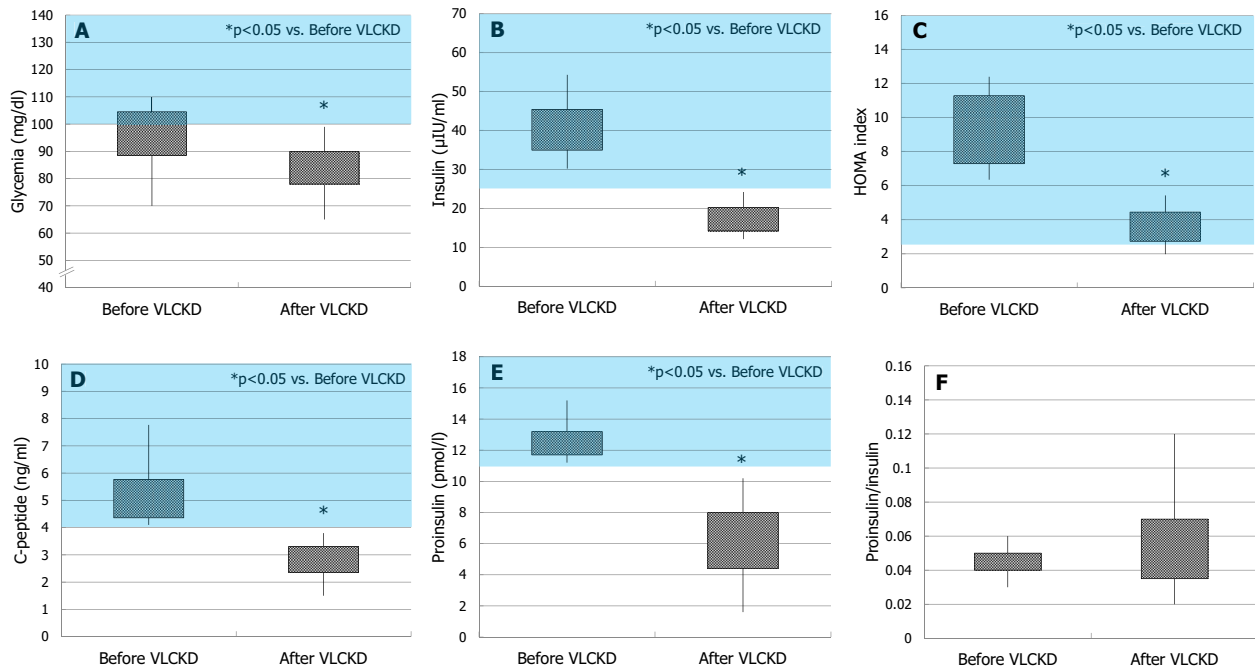 A
*p<0.05 vs. Before VLCKD
Glycemia (mg/dl)
140
130
120
110
100
90
80
70
60
50
40
Before VLCKD
After VLCKD
*
B
*p<0.05 vs. Before VLCKD
Insulin (µIU/ml)
70
60
50
40
30
20
10
0
Before VLCKD
After VLCKD
*
C
*p<0.05 vs. Before VLCKD
HOMA index
16
14
12
10
8
6
4
2
0
Before VLCKD
After VLCKD
*
D
*p<0.05 vs. Before VLCKD
C-peptide (ng/ml)
10
9
8
7
6
5
4
3
2
1
0
Before VLCKD
After VLCKD
*
E
*p<0.05 vs. Before VLCKD
Proinsulin (pmol/l)
18
16
14
12
10
8
6
4
2
0
Before VLCKD
After VLCKD
*
F
Proinsulin/insulin
0.16
0.14
0.12
0.1
0.08
0.06
0.04
0.02
0
Before VLCKD
After VLCKD